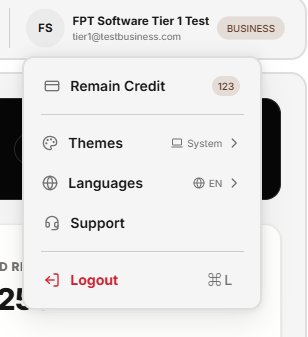 FS
FPT Software Tier 1 Test
tier1@testbusiness.com
BUSINESS
Remain Credit 123
Themes System
Languages EN
Support
Logout ⌘L